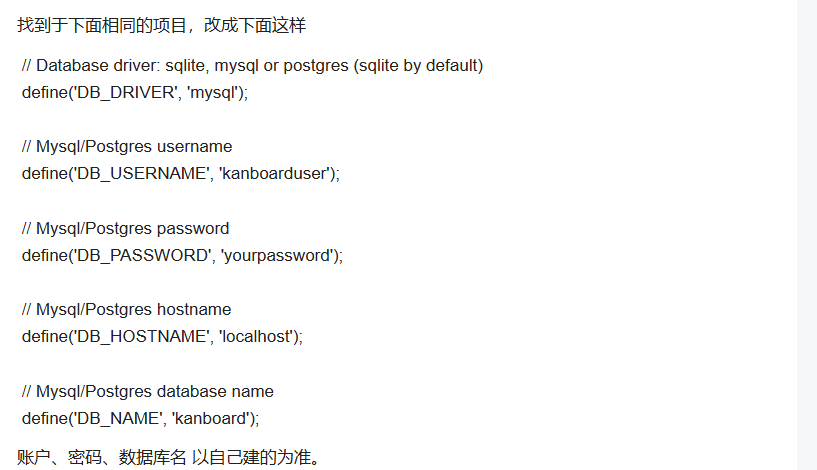 找到于下面相同的项目，改成下面这样
// Database driver: sqlite, mysql or postgres (sqlite by default)
define('DB_DRIVER', 'mysql');
// Mysql/Postgres username
define('DB_USERNAME', 'kanboarduser');
// Mysql/Postgres password
define('DB_PASSWORD', 'yourpassword');
// Mysql/Postgres hostname
define('DB_HOSTNAME', 'localhost');
// Mysql/Postgres database name
define('DB_NAME', 'kanboard');
账户、密码、数据库名 以自己建的为准。